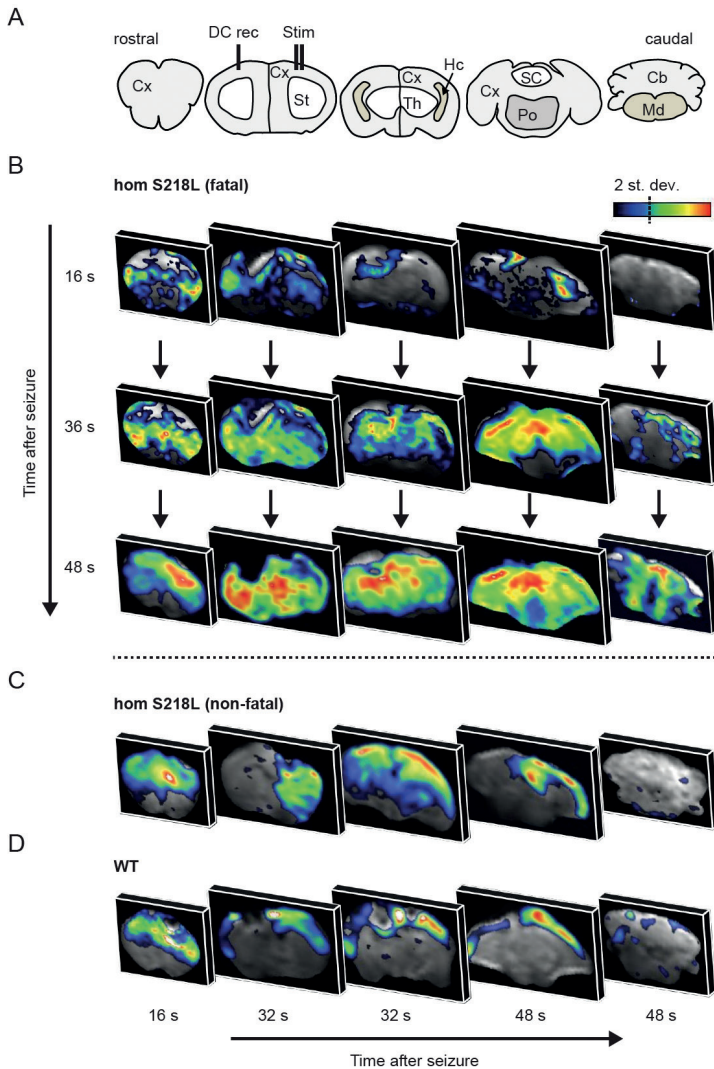 A
rostral
DC rec
Stim
caudal
Cx
Cx
St
Cx
Hc
Th
Cx
SC
Po
Cb
Md
B
hom S218L (fatal)
2 st. dev.
16 s
36 s
48 s
Time after seizure
C
hom S218L (non-fatal)
D
WT
16 s
32 s
32 s
48 s
48 s
Time after seizure